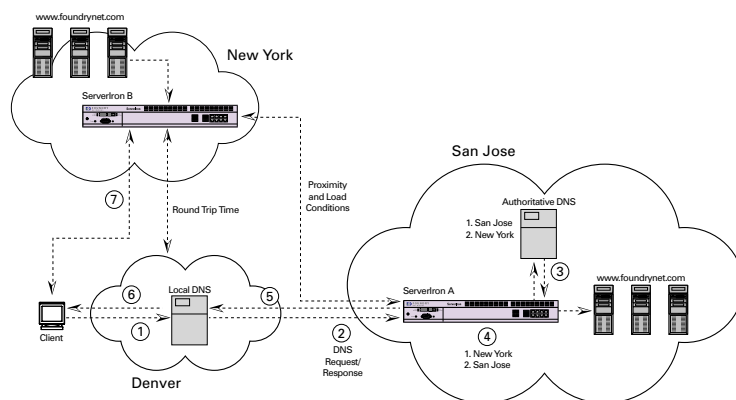 www.foundrynet.com
New York
ServerIron B
San Jose
Proximity
and Load
Conditions
Authoritative DNS
1. San Jose
2. New York
7
Round Trip Time
3
www.foundrynet.com
6
Local DNS
5
ServerIron A
1
2
4
Client
DNS
Request/
Response
1. New York
2. San Jose
Denver